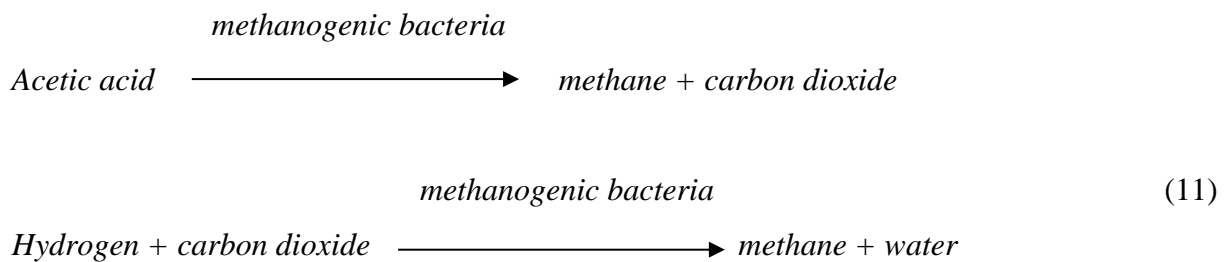 methanogenic bacteria
Acetic acid methane + carbon dioxide
methanogenic bacteria (11)
Hydrogen + carbon dioxide methane + water